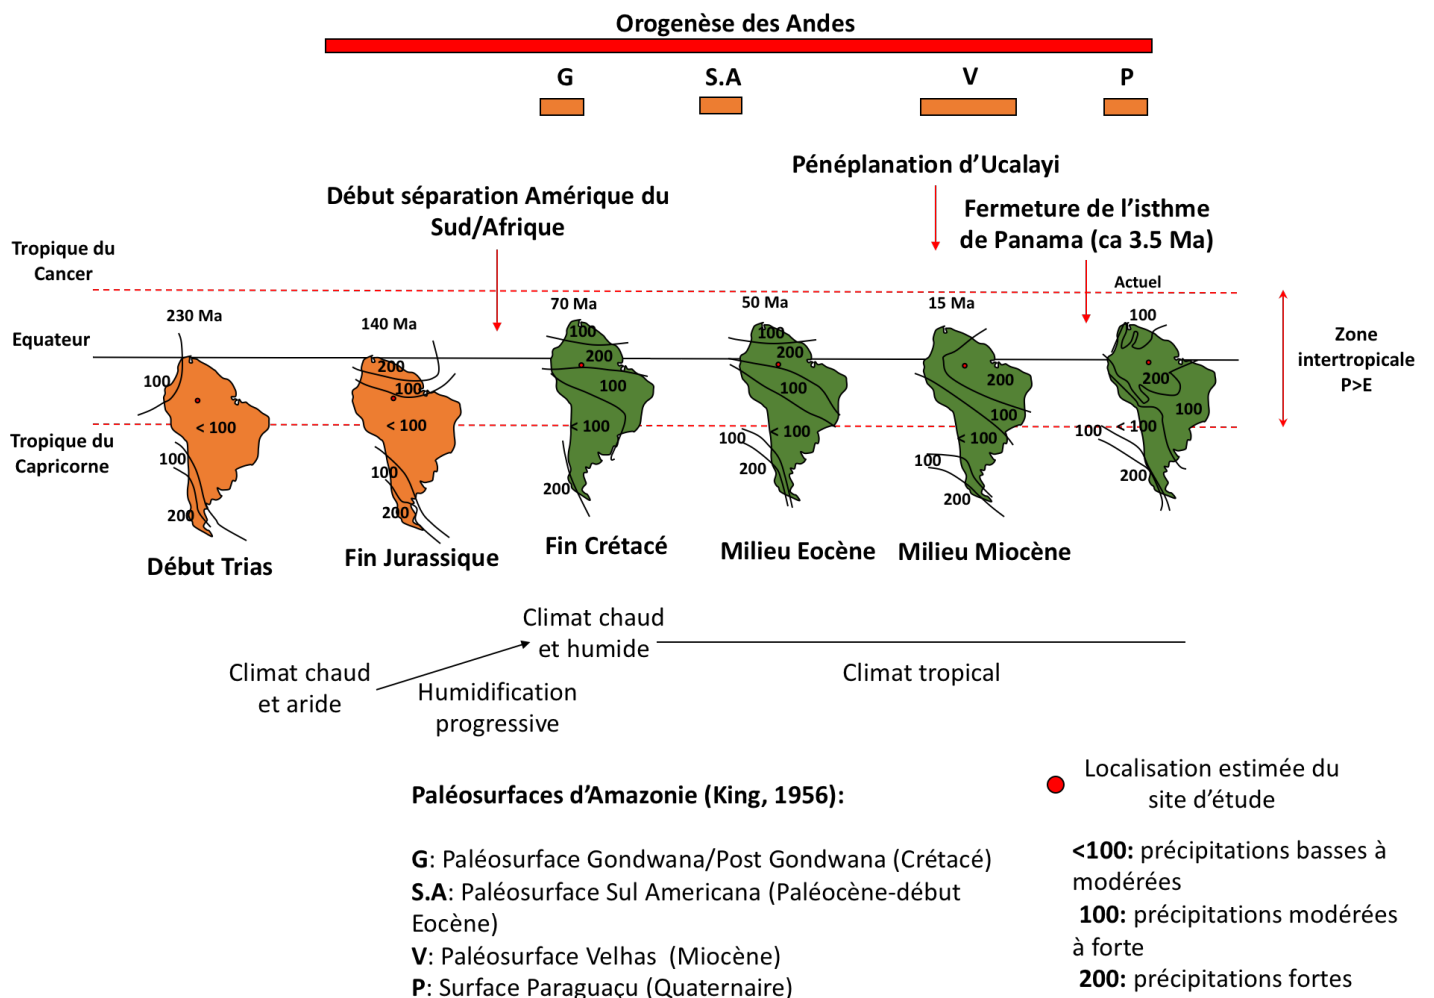 Orogenèse des Andes
G
S.A
V
P
Pénéplanation d’Ucalayi
Début séparation Amérique du
Sud/Afrique
Fermeture de l’isthme
de Panama (ca 3.5 Ma)
Tropique du
Cancer
Equateur
Tropique du
Capricorne
230 Ma
140 Ma
70 Ma
50 Ma
15 Ma
Actuel
Zone
intertropicale
P>E
100
< 100
100
200
200
100
< 100
100
200
100
200
100
< 100
200
100
200
100
< 100
100
200
200
100
< 100
100
200
100
200
100
< 100
100
200
Début Trias
Fin Jurassique
Fin Crétacé
Milieu Eocène
Milieu Miocène
Climat chaud
et aride
Humidification
progressive
Climat chaud
et humide
Climat tropical
Paléosurfaces d’Amazonie (King, 1956):
G: Paléosurface Gondwana/Post Gondwana (Crétacé)
S.A: Paléosurface Sul Americana (Paléocène-début
Eocène)
V: Paléosurface Velhas (Miocène)
P: Surface Paraguaçu (Quaternaire)
Localisation estimée du
site d’étude
<100: précipitations basses à
modérées
100: précipitations modérées
à forte
200: précipitations fortes